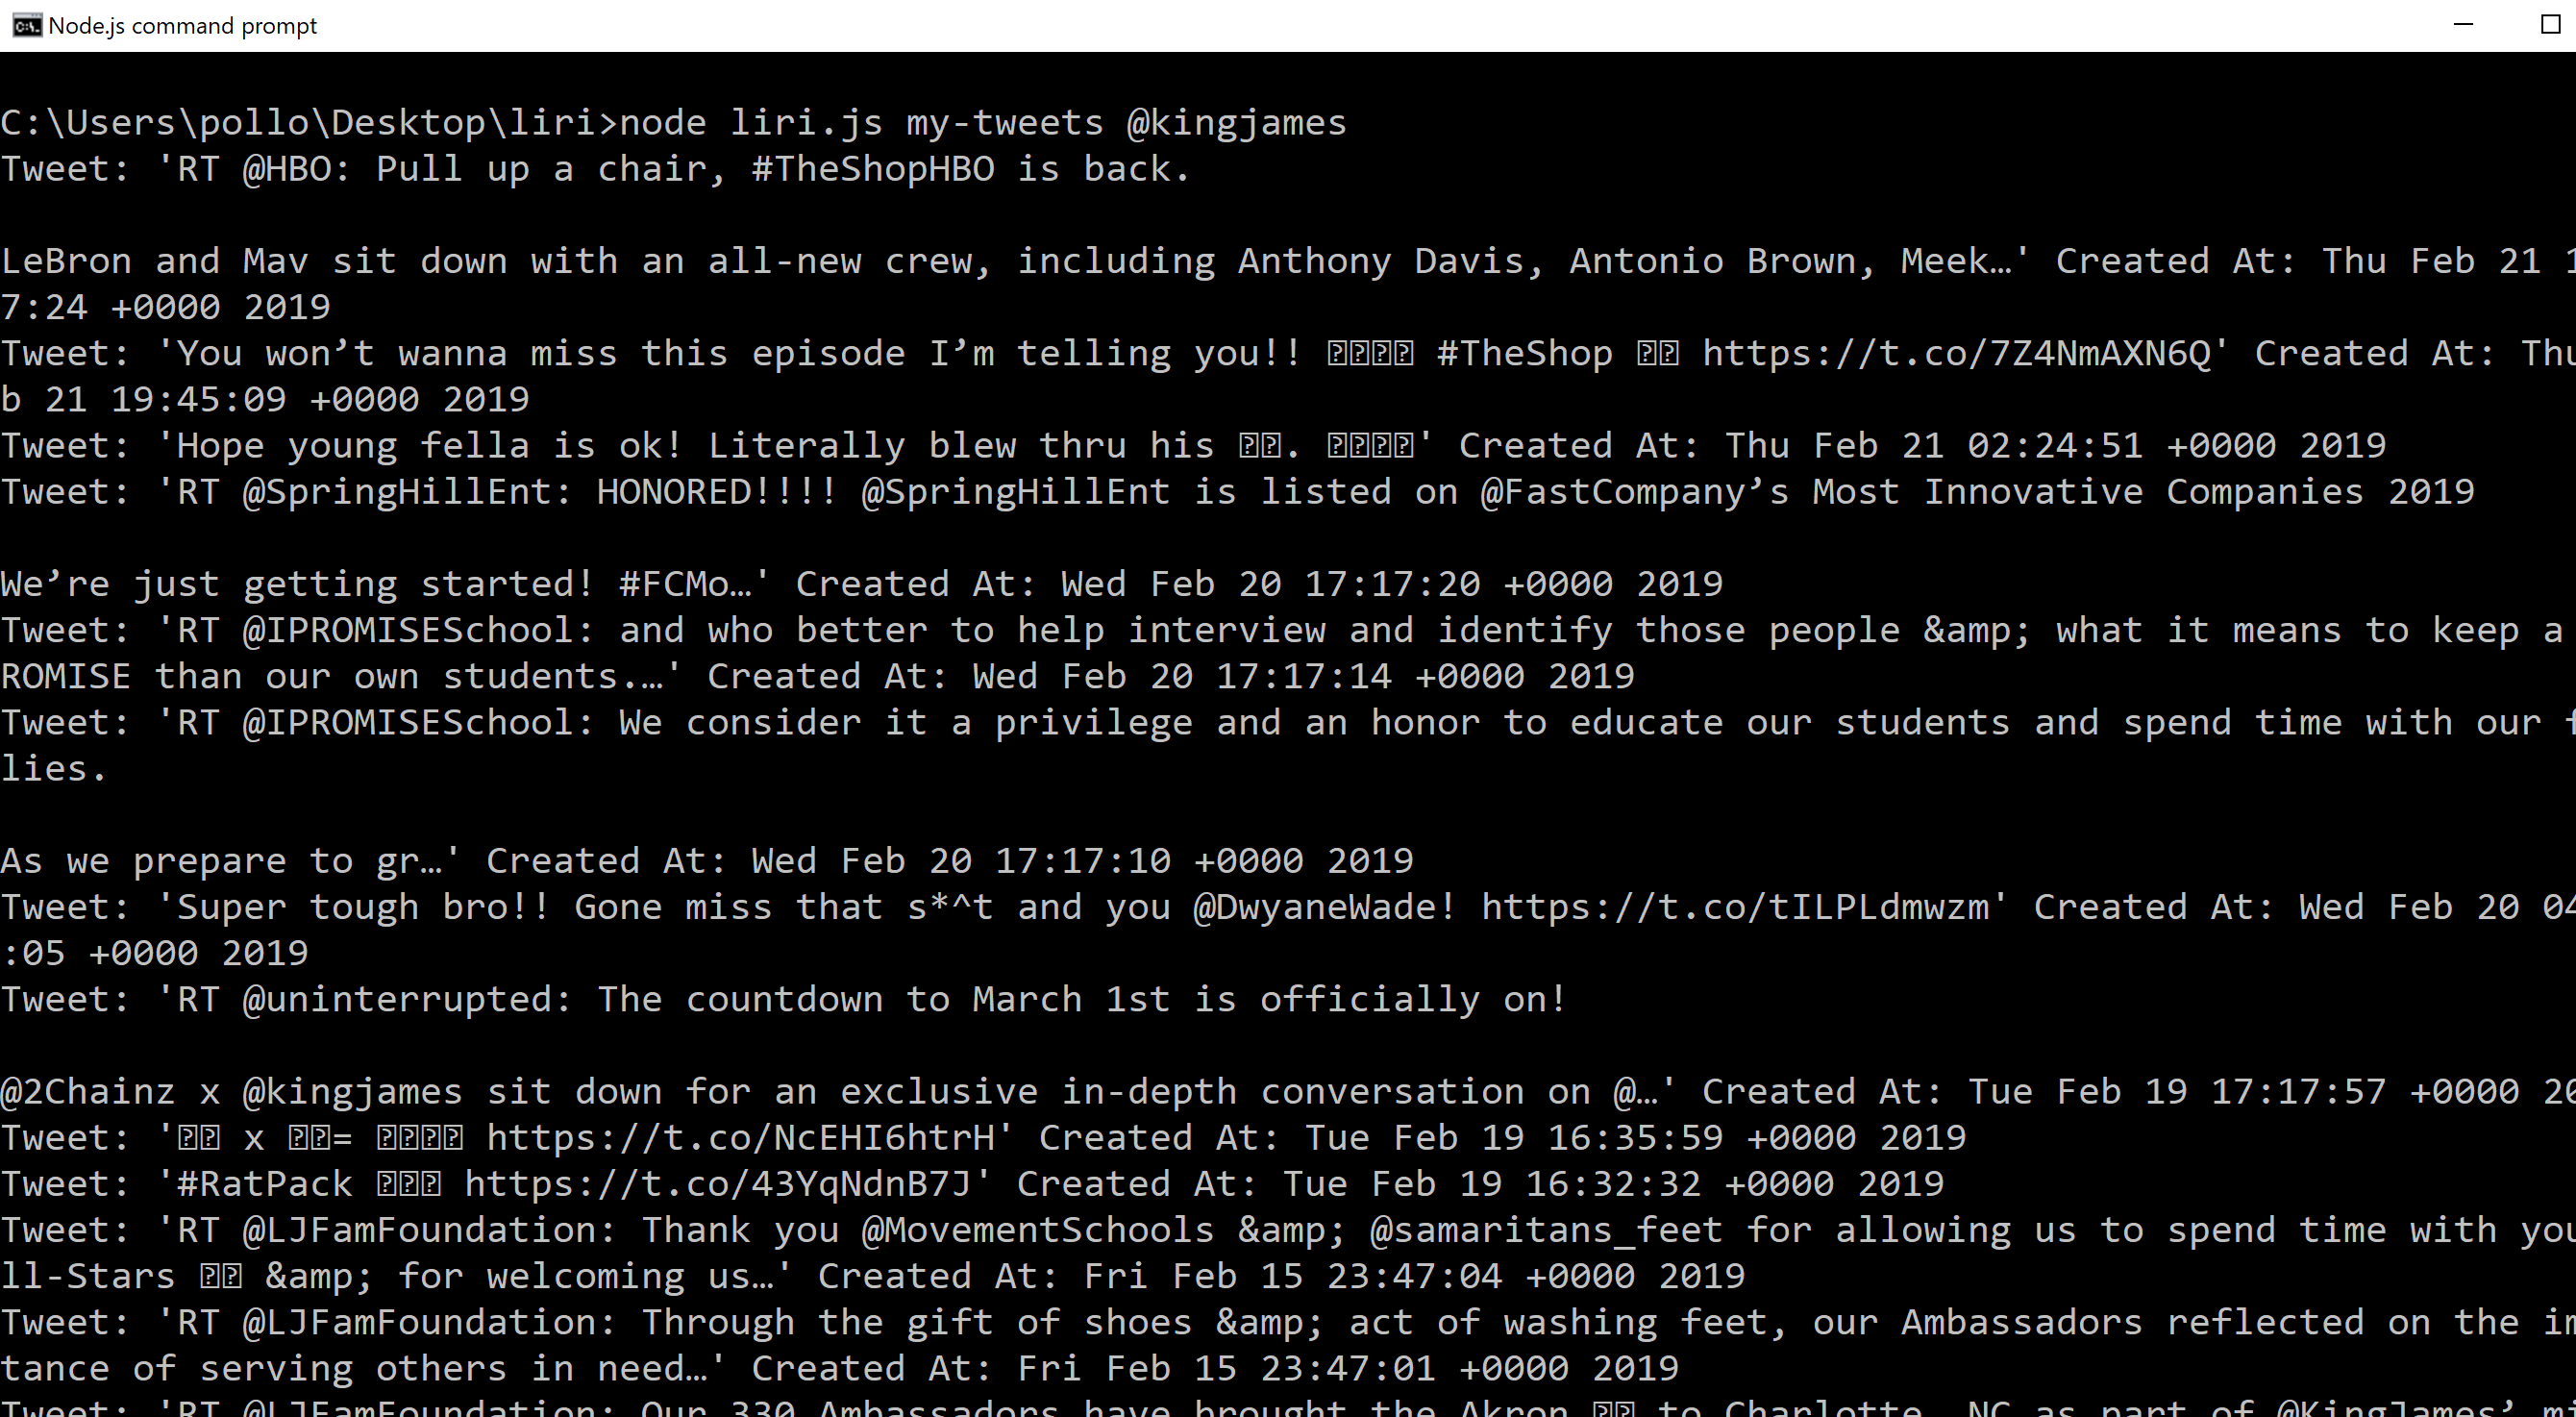 Node.js command prompt
C:\Users\pollo\Desktop\liri>node liri.js my-tweets @kingjames
Tweet: 'RT @HBO: Pull up a chair, #TheShopHBO is back.
LeBron and Mav sit down with an all-new crew, including Anthony Davis, Antonio Brown, Meek…' Created At: Thu Feb 21
7:24 +0000 2019
Tweet: 'You won’t wanna miss this episode I’m telling you!! #TheShop https://t.co/7Z4NmAXN6Q' Created At: Thu
b 21 19:45:09 +0000 2019
Tweet: 'Hope young fella is ok! Literally blew thru his . ' Created At: Thu Feb 21 02:24:51 +0000 2019
Tweet: 'RT @SpringHillEnt: HONORED!!!! @SpringHillEnt is listed on @FastCompany’s Most Innovative Companies 2019
We’re just getting started! #FCMo…' Created At: Wed Feb 20 17:17:20 +0000 2019
Tweet: 'RT @IPROMISESchool: and who better to help interview and identify those people &amp; what it means to keep a
ROMISE than our own students.…' Created At: Wed Feb 20 17:17:14 +0000 2019
Tweet: 'RT @IPROMISESchool: We consider it a privilege and an honor to educate our students and spend time with our
lies.
As we prepare to gr…' Created At: Wed Feb 20 17:17:10 +0000 2019
Tweet: 'Super tough bro!! Gone miss that s*^t and you @DwyaneWade! https://t.co/tILPLdmwzm' Created At: Wed Feb 20 04
:05 +0000 2019
Tweet: 'RT @uninterrupted: The countdown to March 1st is officially on!
@2Chainz x @kingjames sit down for an exclusive in-depth conversation on @…' Created At: Tue Feb 19 17:17:57 +0000 20
Tweet: ' x = https://t.co/NcEHI6htrH' Created At: Tue Feb 19 16:35:59 +0000 2019
Tweet: '#RatPack https://t.co/43YqNdnB7J' Created At: Tue Feb 19 16:32:32 +0000 2019
Tweet: 'RT @LJFamFoundation: Thank you @MovementSchools &amp; @samaritans_feet for allowing us to spend time with you
ll-Stars &amp; for welcoming us…' Created At: Fri Feb 15 23:47:04 +0000 2019
Tweet: 'RT @LJFamFoundation: Through the gift of shoes &amp; act of washing feet, our Ambassadors reflected on the im
tance of serving others in need…' Created At: Fri Feb 15 23:47:01 +0000 2019
Tweet: 'RT @LJFamFoundation: Our 330 Ambassadors have brought the Akron to Charlotte, NC as part of @KingJames’